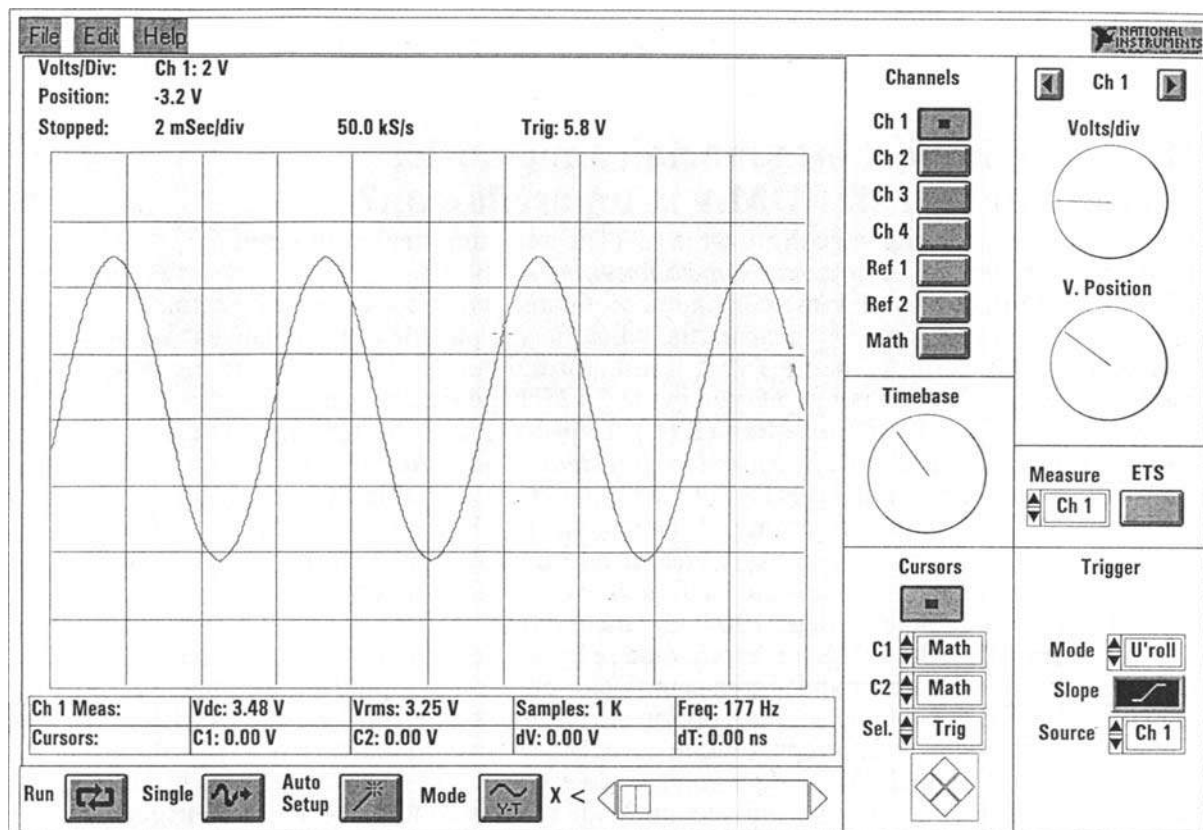 File Edit Help
NATIONAL INSTRUMENTS
Volts/Div: Ch 1: 2 V
Position: -3.2 V
Stopped: 2 mSec/div 50.0 kS/s Trig: 5.8 V
Channels
Ch 1
Ch 2
Ch 3
Ch 4
Ref 1
Ref 2
Math
Ch 1
Volts/div
V. Position
Timebase
Measure ETS
Ch 1
Cursors
C1 Math
C2 Math
Sel. Trig
Trigger
Mode U'roll
Slope
Source Ch 1
Ch 1 Meas: Vdc: 3.48 V Vrms: 3.25 V Samples: 1 K Freq: 177 Hz
Cursors: C1: 0.00 V C2: 0.00 V dV: 0.00 V dT: 0.00 ns
Run Single Auto Setup Mode Y-T X <